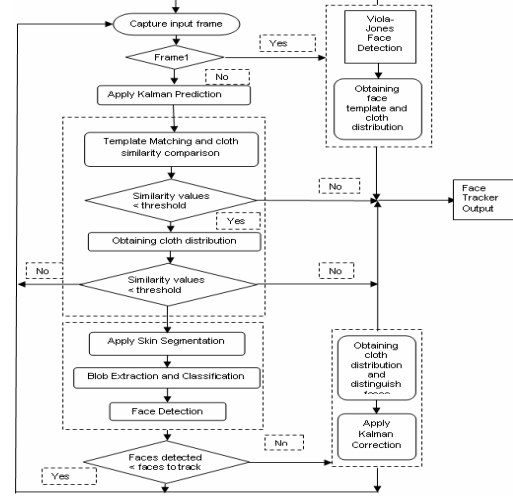 Capture input frame
Frame1
Yes
No
Viola-
Jones
Face
Detection
Obtaining
face
template and
cloth
distribution
Apply Kalman Prediction
Template Matching and cloth
similarity comparison
Similarity values
< threshold
No
Yes
Face
Tracker
Output
Obtaining cloth distribution
Similarity values
< threshold
No
No
Apply Skin Segmentation
Blob Extraction and Classification
Face Detection
Obtaining
cloth
distribution
and
distinguish
Apply
Kalman
Correction
Faces detected
< faces to track
No
Yes